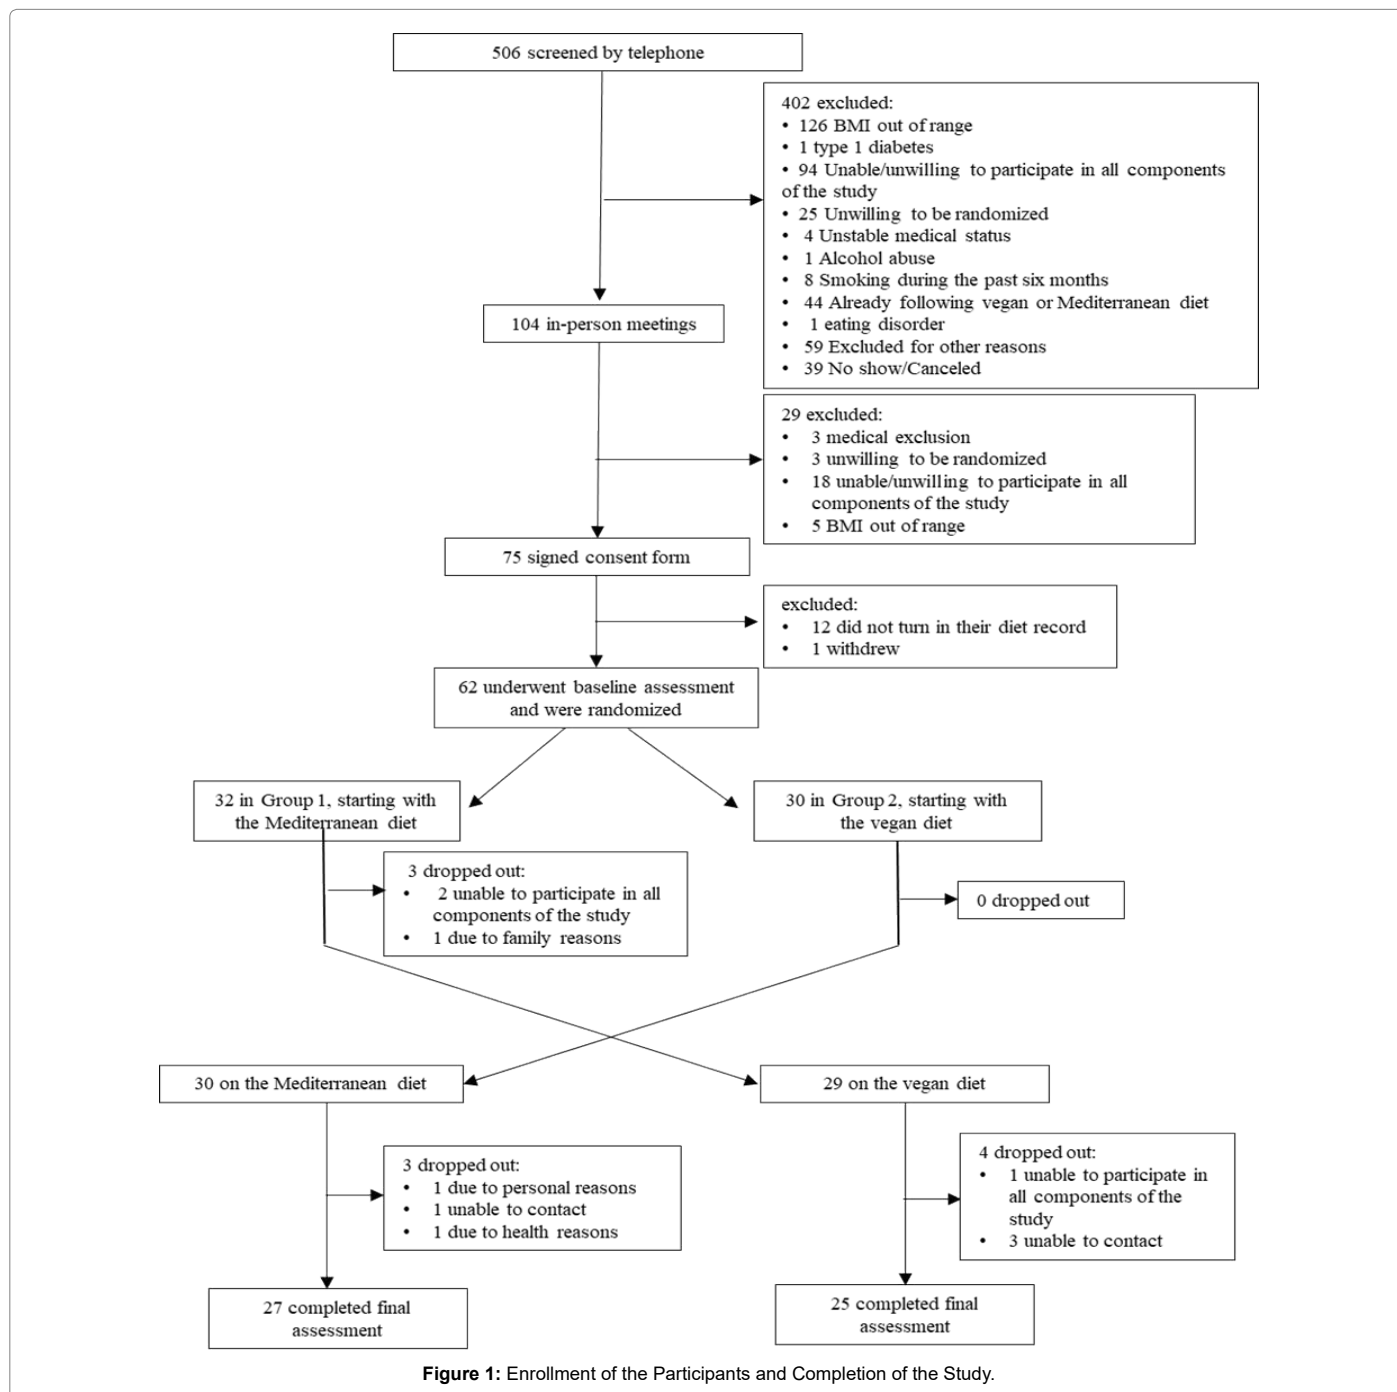 506 screened by telephone
402 excluded:
• 126 BMI out of range
• 1 type 1 diabetes
• 94 Unable/unwilling to participate in all components
of the study
• 25 Unwilling to be randomized
• 4 Unstable medical status
• 1 Alcohol abuse
• 8 Smoking during the past six months
• 44 Already following vegan or Mediterranean diet
• 1 eating disorder
• 59 Excluded for other reasons
• 39 No show/Canceled
104 in-person meetings
29 excluded:
• 3 medical exclusion
• 3 unwilling to be randomized
• 18 unable/unwilling to participate in all
components of the study
• 5 BMI out of range
75 signed consent form
excluded:
• 12 did not turn in their diet record
• 1 withdrew
62 underwent baseline assessment
and were randomized
32 in Group 1, starting with
the Mediterranean diet
30 in Group 2, starting with
the vegan diet
3 dropped out:
• 2 unable to participate in all
components of the study
• 1 due to family reasons
0 dropped out
30 on the Mediterranean diet
29 on the vegan diet
3 dropped out:
• 1 due to personal reasons
• 1 unable to contact
• 1 due to health reasons
4 dropped out:
• 1 unable to participate in
all components of the
study
• 3 unable to contact
27 completed final
assessment
25 completed final
assessment
Figure 1: Enrollment of the Participants and Completion of the Study.